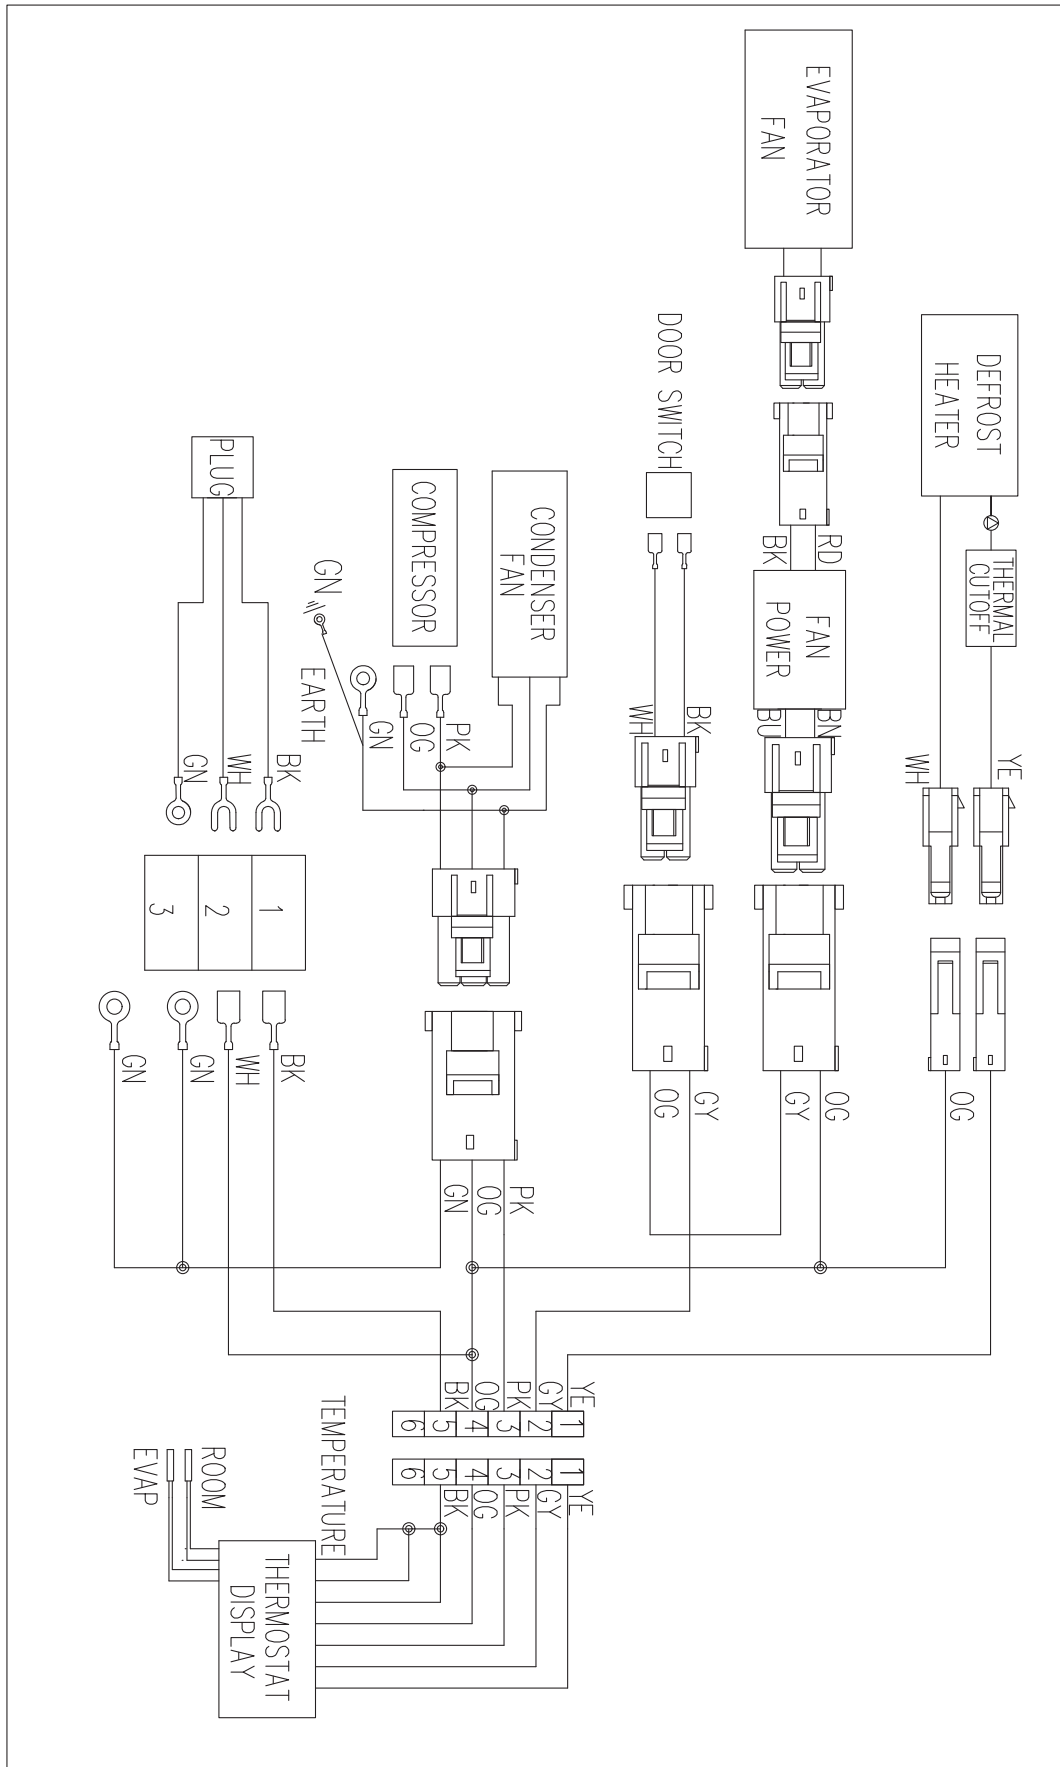 EVAPORATOR
FAN
DEFROST
HEATER
THERMAL
CUTOFF
DOOR SWITCH
RD
BK
FAN
POWER
BN
BU
CONDENSER
FAN
COMPRESSOR
PLUG
GN
EARTH
GN
OG
PK
WH
BK
WH
YE
GN
WH
BK
1
2
3
GN
GN
WH
BK
GN
OG
PK
OG
GY
GY
OG
OG
BK
OG
PK
GY
YE
6
5
4
3
2
1
6
5
4
3
2
1
BK
OG
PK
GY
YE
TEMPERATURE
ROOM
EVAP
THERMOSTAT
DISPLAY